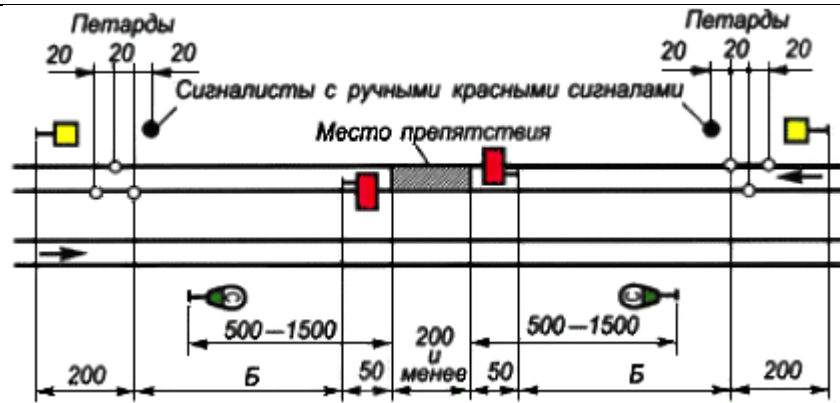 Петарды Петарды
20 20 20 20 20 20
Сигналисты с ручными красными сигналами
Место препятствия
С С
500–1500 200 и менее 500–1500
200 Б 50 50 Б 200